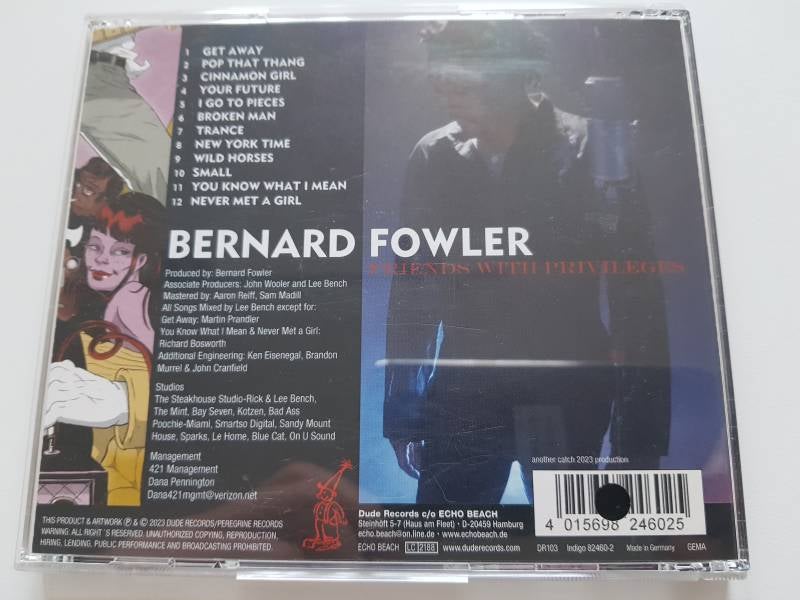 1 GET AWAY
2 POP THAT THANG
3 CINNAMON GIRL
4 YOUR FUTURE
5 I GO TO PIECES
6 BROKEN MAN
7 TRANCE
8 NEW YORK TIME
9 WILD HORSES
10 SMALL
11 YOU KNOW WHAT I MEAN
12 NEVER MET A GIRL
BERNARD FOWLER
FRIENDS WITH PRIVILEGES
Produced by: Bernard Fowler
Associate Producers: John Wooler and Lee Bench
Mastered by: Aaron Reiff, Sam Madill
All Songs Mixed by Lee Bench except for:
Get Away: Martin Prandler
You Know What I Mean & Never Met a Girl:
Richard Bosworth
Additional Engineering: Ken Eisenegal, Brandon
Murrel & John Cranfield
Studios
The Steakhouse Studio-Rick & Lee Bench,
The Mint, Bay Seven, Kotzen, Bad Ass
Poochie-Miami, Smartso Digital, Sandy Mount
House, Sparks, Le Home, Blue Cat, On U Sound
Management
421 Management
Dana Pennington
Dana421mgmt@verizon.net
THIS PRODUCT & ARTWORK ℗ & © 2023 DUDE RECORDS/PEREGRINE RECORDS
WARNING: ALL RIGHT´S RESERVED. UNAUTHORIZED COPYING, REPRODUCTION,
HIRING, LENDING, PUBLIC PERFORMANCE AND BROADCASTING PROHIBITED.
Dude Records c/o ECHO BEACH
Steinhöft 5-7 (Haus am Fleet) • D-20459 Hamburg
echo.beach@on.line.de • www.echobeach.de
ECHO BEACH LC 2188 www.duderecords.com
another catch 2023 production
4 015698 246025
DR103 Indigo 82460-2 Made in Germany GEMA